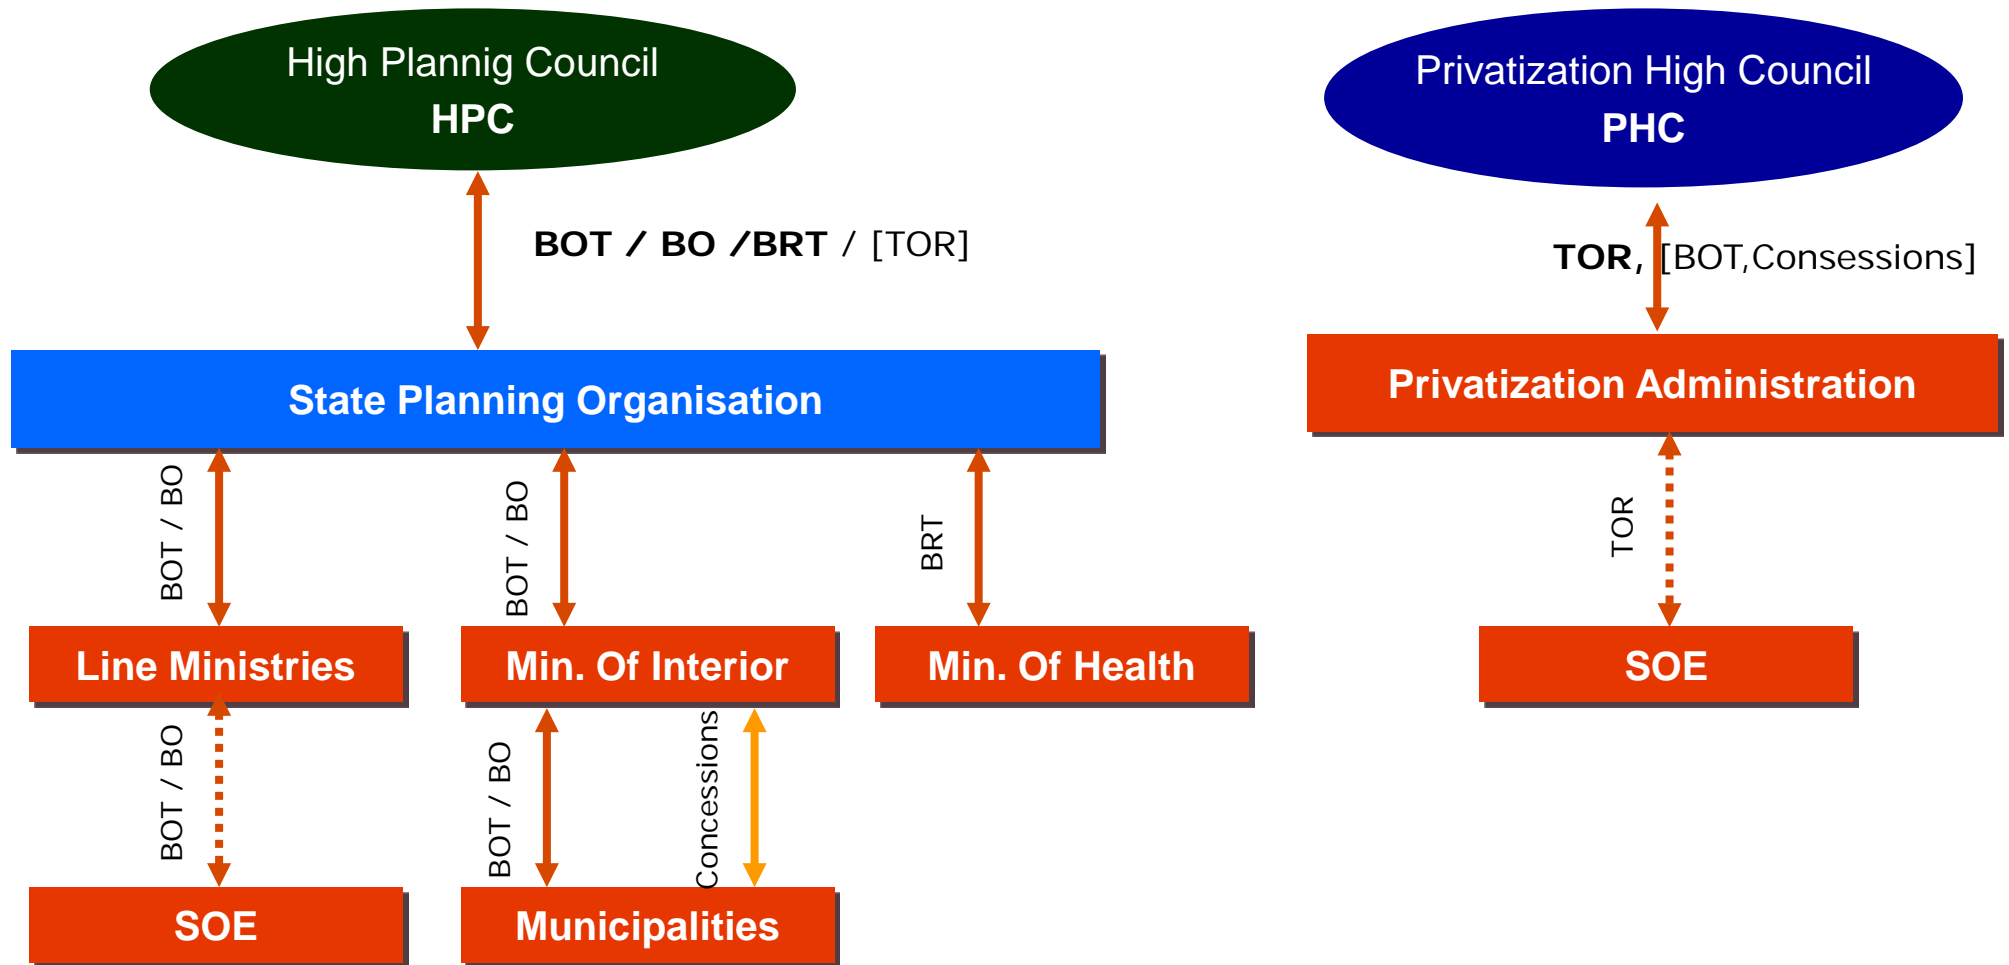 High Plannig Council
HPC
Privatization High Council
PHC
BOT / BO /BRT / [TOR]
TOR, [BOT,Consessions]
State Planning Organisation
Privatization Administration
BOT / BO
BOT / BO
BRT
TOR
Line Ministries
Min. Of Interior
Min. Of Health
SOE
BOT / BO
BOT / BO
Concessions
SOE
Municipalities